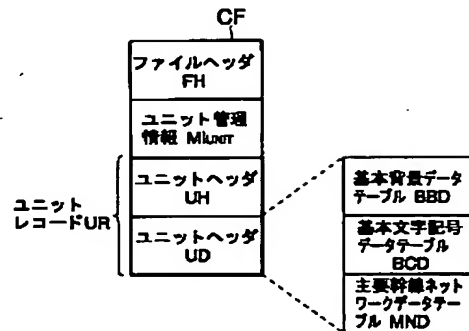 CF
ファイルヘッダ
FH
ユニット管理
情報 MIUNIT
ユニットヘッダ
UH
ユニットヘッダ
UD
ユニット
レコードUR
基本背景データ
テーブル BBD
基本文字記号
データテーブル
BCD
主要幹線ネット
ワークデータテー
ブル MND